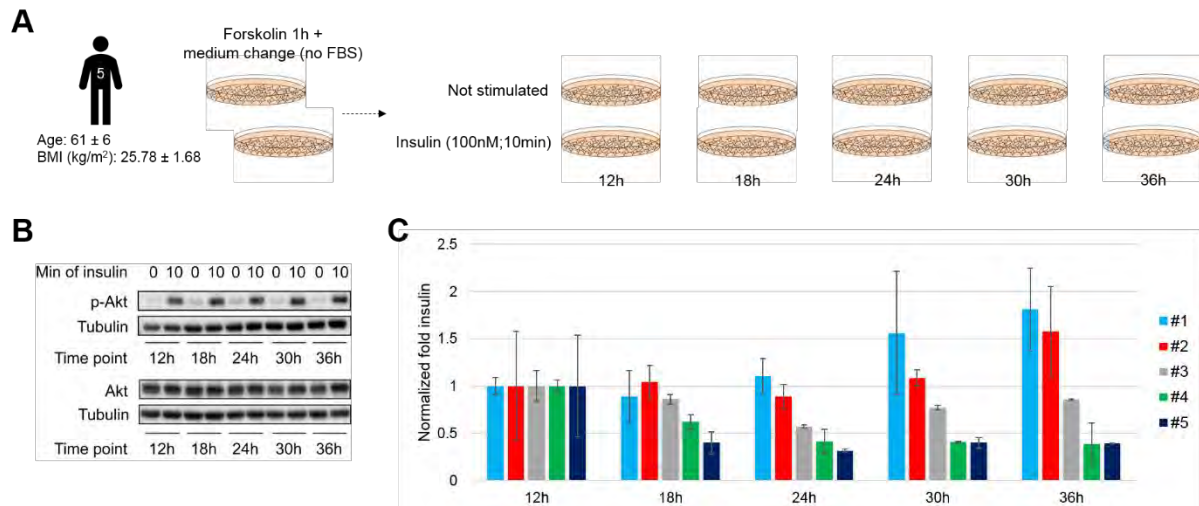 A
Forskolin 1h +
medium change (no FBS)
5
Age: 61 ± 6
BMI (kg/m²): 25.78 ± 1.68
Not stimulated
Insulin (100nM;10min)
12h 18h 24h 30h 36h
B
Min of insulin 0 10 0 10 0 10 0 10 0 10
p-Akt
Tubulin
Time point 12h 18h 24h 30h 36h
Akt
Tubulin
Time point 12h 18h 24h 30h 36h
C
Normalized fold insulin
2.5
2
1.5
1
0.5
0
12h 18h 24h 30h 36h
#1
#2
#3
#4
#5